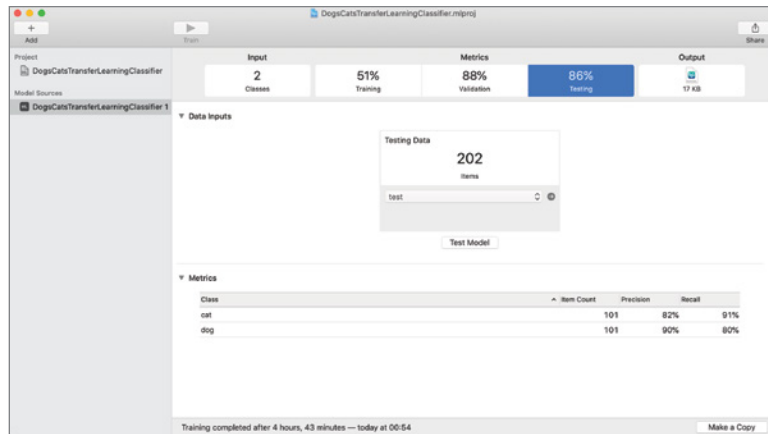 DogsCatsTransferLearningClassifier.mlproj
Add
Train
Share
Project
DogsCatsTransferLearningClassifier
Model Sources
DogsCatsTransferLearningClassifier 1
Input Metrics Output
2 51% 88% 86%
Classes Training Validation Testing 17 KB
Data Inputs
Testing Data
202
Items
test
Test Model
Metrics
Class Item Count Precision Recall
cat 101 82% 91%
dog 101 90% 80%
Training completed after 4 hours, 43 minutes — today at 06:54
Make a Copy